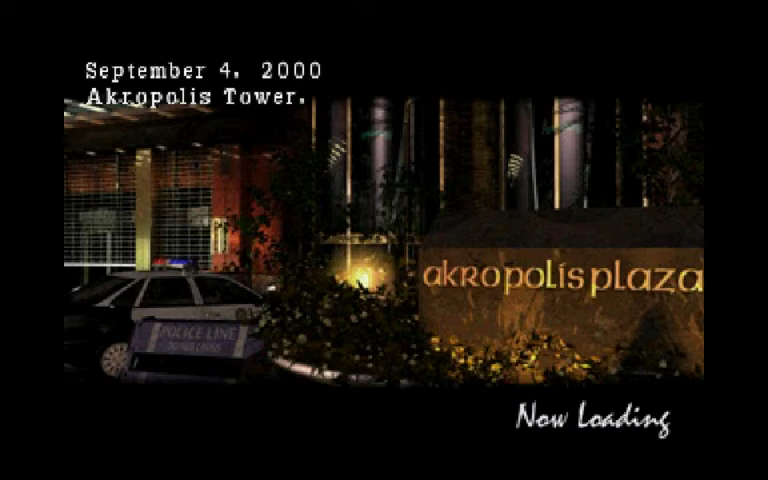 September 4, 2000
Akropolis Tower.
akropolis plaza
POLICE LINE
Now Loading